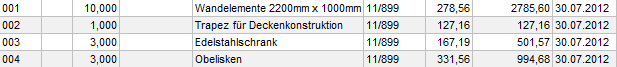 001 10,000 Wandelemente 2200mm x 1000mm 11/899 278,56 2785,60 30.07.2012
002 1,000 Trapez für Deckenkonstruktion 11/899 127,16 127,16 30.07.2012
003 3,000 Edelstahlschrank 11/899 167,19 501,57 30.07.2012
004 3,000 Obelisken 11/899 331,56 994,68 30.07.2012